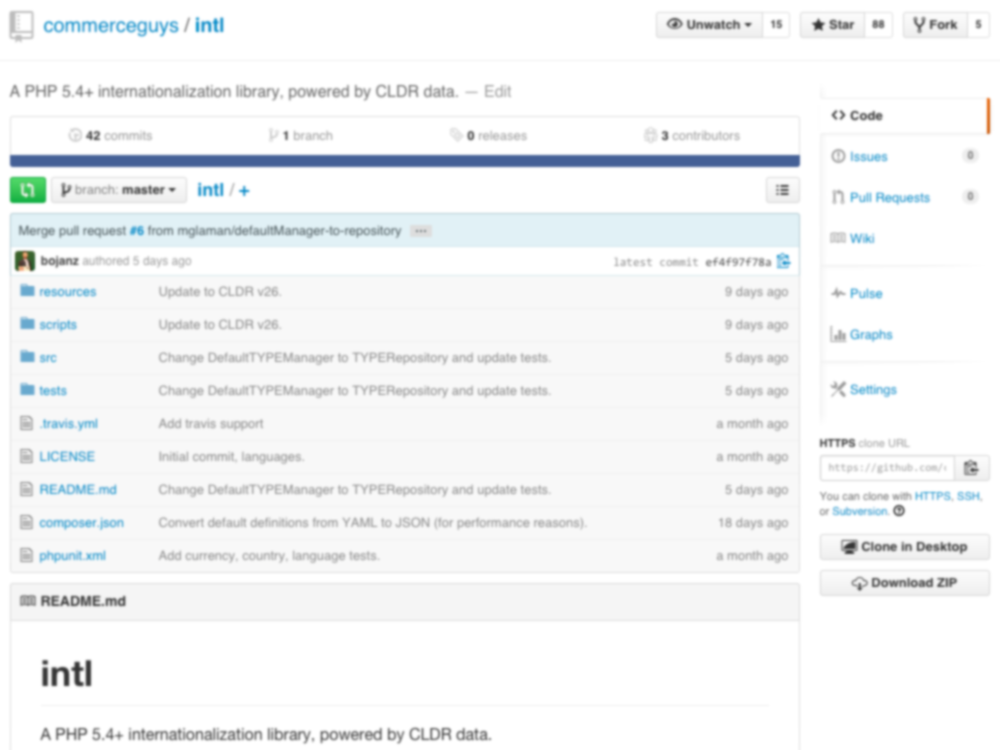 commerceguys / intl
Unwatch 15 Star 88 Fork 5
A PHP 5.4+ internationalization library, powered by CLDR data. — Edit
42 commits 1 branch 0 releases 3 contributors
branch: master intl / +
Merge pull request #6 from mglaman/defaultManager-to-repository ...
bojanz authored 5 days ago latest commit ef4f97f78a
resources Update to CLDR v26. 9 days ago
scripts Update to CLDR v26. 9 days ago
src Change DefaultTYPEManager to TYPERepository and update tests. 5 days ago
tests Change DefaultTYPEManager to TYPERepository and update tests. 5 days ago
.travis.yml Add travis support a month ago
LICENSE Initial commit, languages. a month ago
README.md Change DefaultTYPEManager to TYPERepository and update tests. 5 days ago
composer.json Convert default definitions from YAML to JSON (for performance reasons). 18 days ago
phpunit.xml Add currency, country, language tests. a month ago
README.md
intl
A PHP 5.4+ internationalization library, powered by CLDR data.
Code
Issues 0
Pull Requests 0
Wiki
Pulse
Graphs
Settings
HTTPS clone URL
https://github.com/
You can clone with HTTPS, SSH,
or Subversion.
Clone in Desktop
Download ZIP